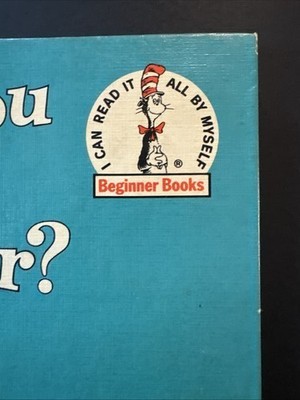 ou
I CAN READ IT ALL BY MYSELF
®
Beginner Books
r?